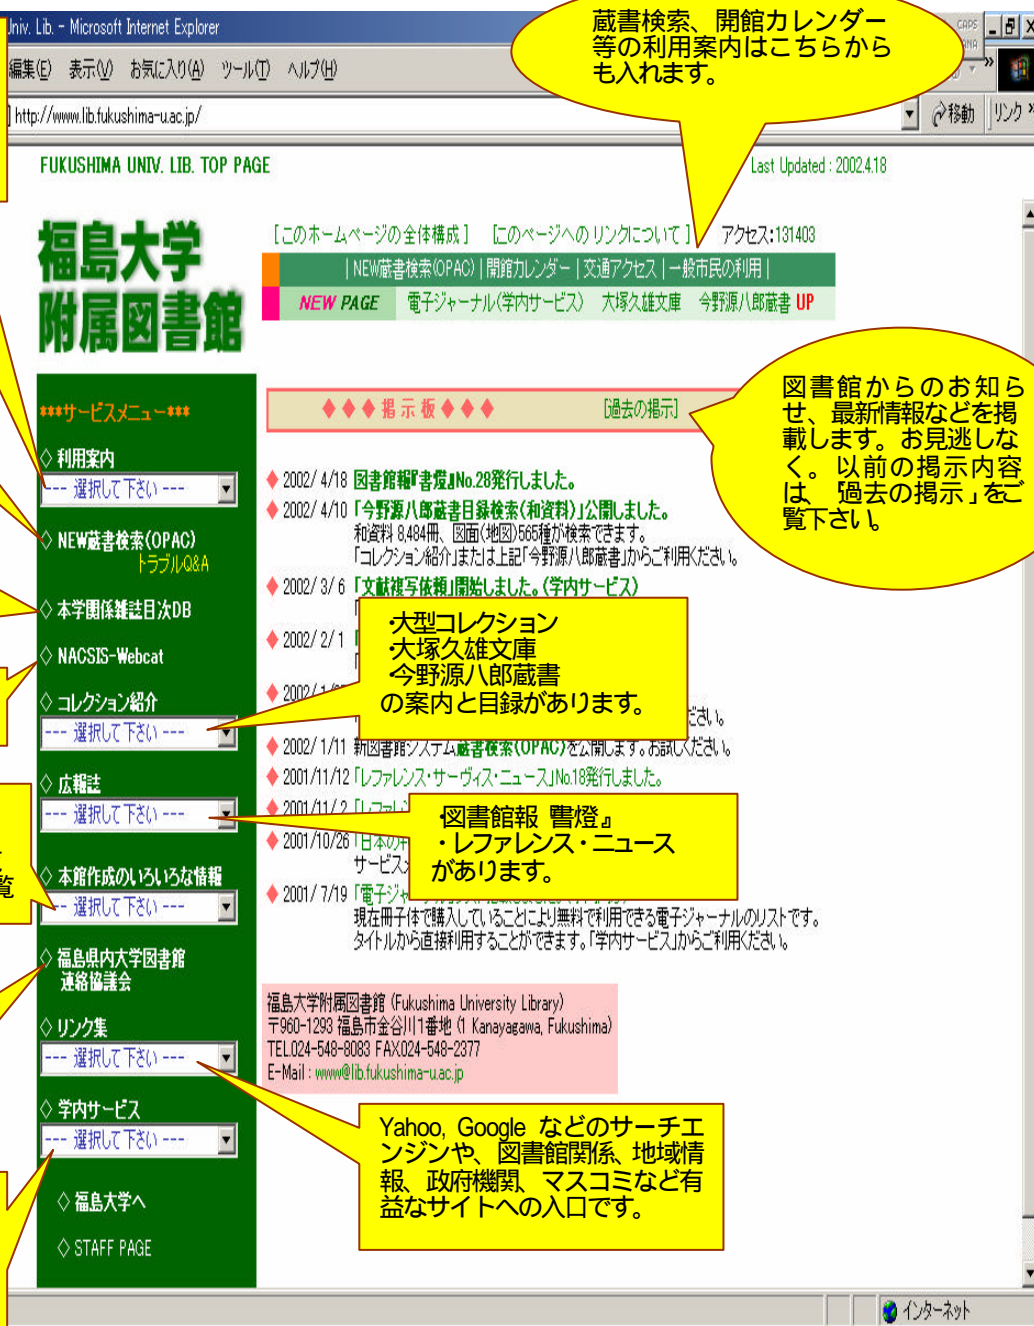 Univ. Lib. - Microsoft Internet Explorer
編集(E) 表示(V) お気に入り(A) ツール(T) ヘルプ(H)
CAPS
http://www.lib.fukushima-u.ac.jp/
移動
リンク »
蔵書検索、開館カレンダー
等の利用案内はこちらから
も入れます。
FUKUSHIMA UNIV. LIB. TOP PAGE
Last Updated : 2002.4.18
福島大学
附属図書館
[このホームページの全体構成] [このページへのリンクについて] アクセス:131403
| NEW蔵書検索(OPAC) | 開館カレンダー | 交通アクセス | 一般市民の利用 |
NEW PAGE 電子ジャーナル(学内サービス) 大塚久雄文庫 今野源八郎蔵書 UP
図書館からのお知ら
せ、最新情報などを掲
載します。お見逃しな
く。以前の掲示内容
は、「過去の掲示」をご
覧下さい。
***サービスメニュー***
◇ 利用案内
--- 選択して下さい ---
◇ NEW蔵書検索(OPAC)
トラブルQ&A
◇ 本学関係雑誌目次DB
◇ NACSIS-Webcat
◇ コレクション紹介
--- 選択して下さい ---
◇ 広報誌
--- 選択して下さい ---
覧
◇ 本館作成のいろいろな情報
-- 選択して下さい ---
◇ 福島県内大学図書館
連絡協議会
◇ リンク集
--- 選択して下さい ---
◇ 学内サービス
--- 選択して下さい ---
◇ 福島大学へ
◇ STAFF PAGE
◆◆◆掲示板◆◆◆ [過去の掲示]
◆ 2002/ 4/18 図書館報『書燈』No.28発行しました。
◆ 2002/ 4/10 「今野源八郎蔵書目録検索(和資料)」公開しました。
和資料 8,484冊、図面(地図)565種が検索できます。
「コレクション紹介」または上記「今野源八郎蔵書」からご利用ください。
◆ 2002/ 3/ 6 「文献複写依頼」開始しました。(学内サービス)
◆ 2002/ 2/ 1
◆ 2002/ 1/
ださい。
◆ 2002/ 1/11 新図書館システム蔵書検索(OPAC)を公開します。お試しください。
◆ 2001/11/12 「レファレンス・サーヴィス・ニュース」No.18発行しました。
◆ 2001/11/ 2 「レファレン
◆ 2001/10/26 「日本の
サービス
◆ 2001/ 7/19 「電子ジャ
現在冊子体で購入していることにより無料で利用できる電子ジャーナルのリストです。
タイトルから直接利用することができます。「学内サービス」からご利用ください。
・大型コレクション
・大塚久雄文庫
・今野源八郎蔵書
の案内と目録があります。
・図書館報『書燈』
・レファレンス・ニュース
があります。
福島大学附属図書館 (Fukushima University Library)
〒960-1293 福島市金谷川1番地 (1 Kanayagawa, Fukushima)
TEL.024-548-8083 FAX.024-548-2377
E-Mail : www@lib.fukushima-u.ac.jp
Yahoo, Google などのサーチエ
ンジンや、図書館関係、地域情
報、政府機関、マスコミなど有
益なサイトへの入口です。
インターネット